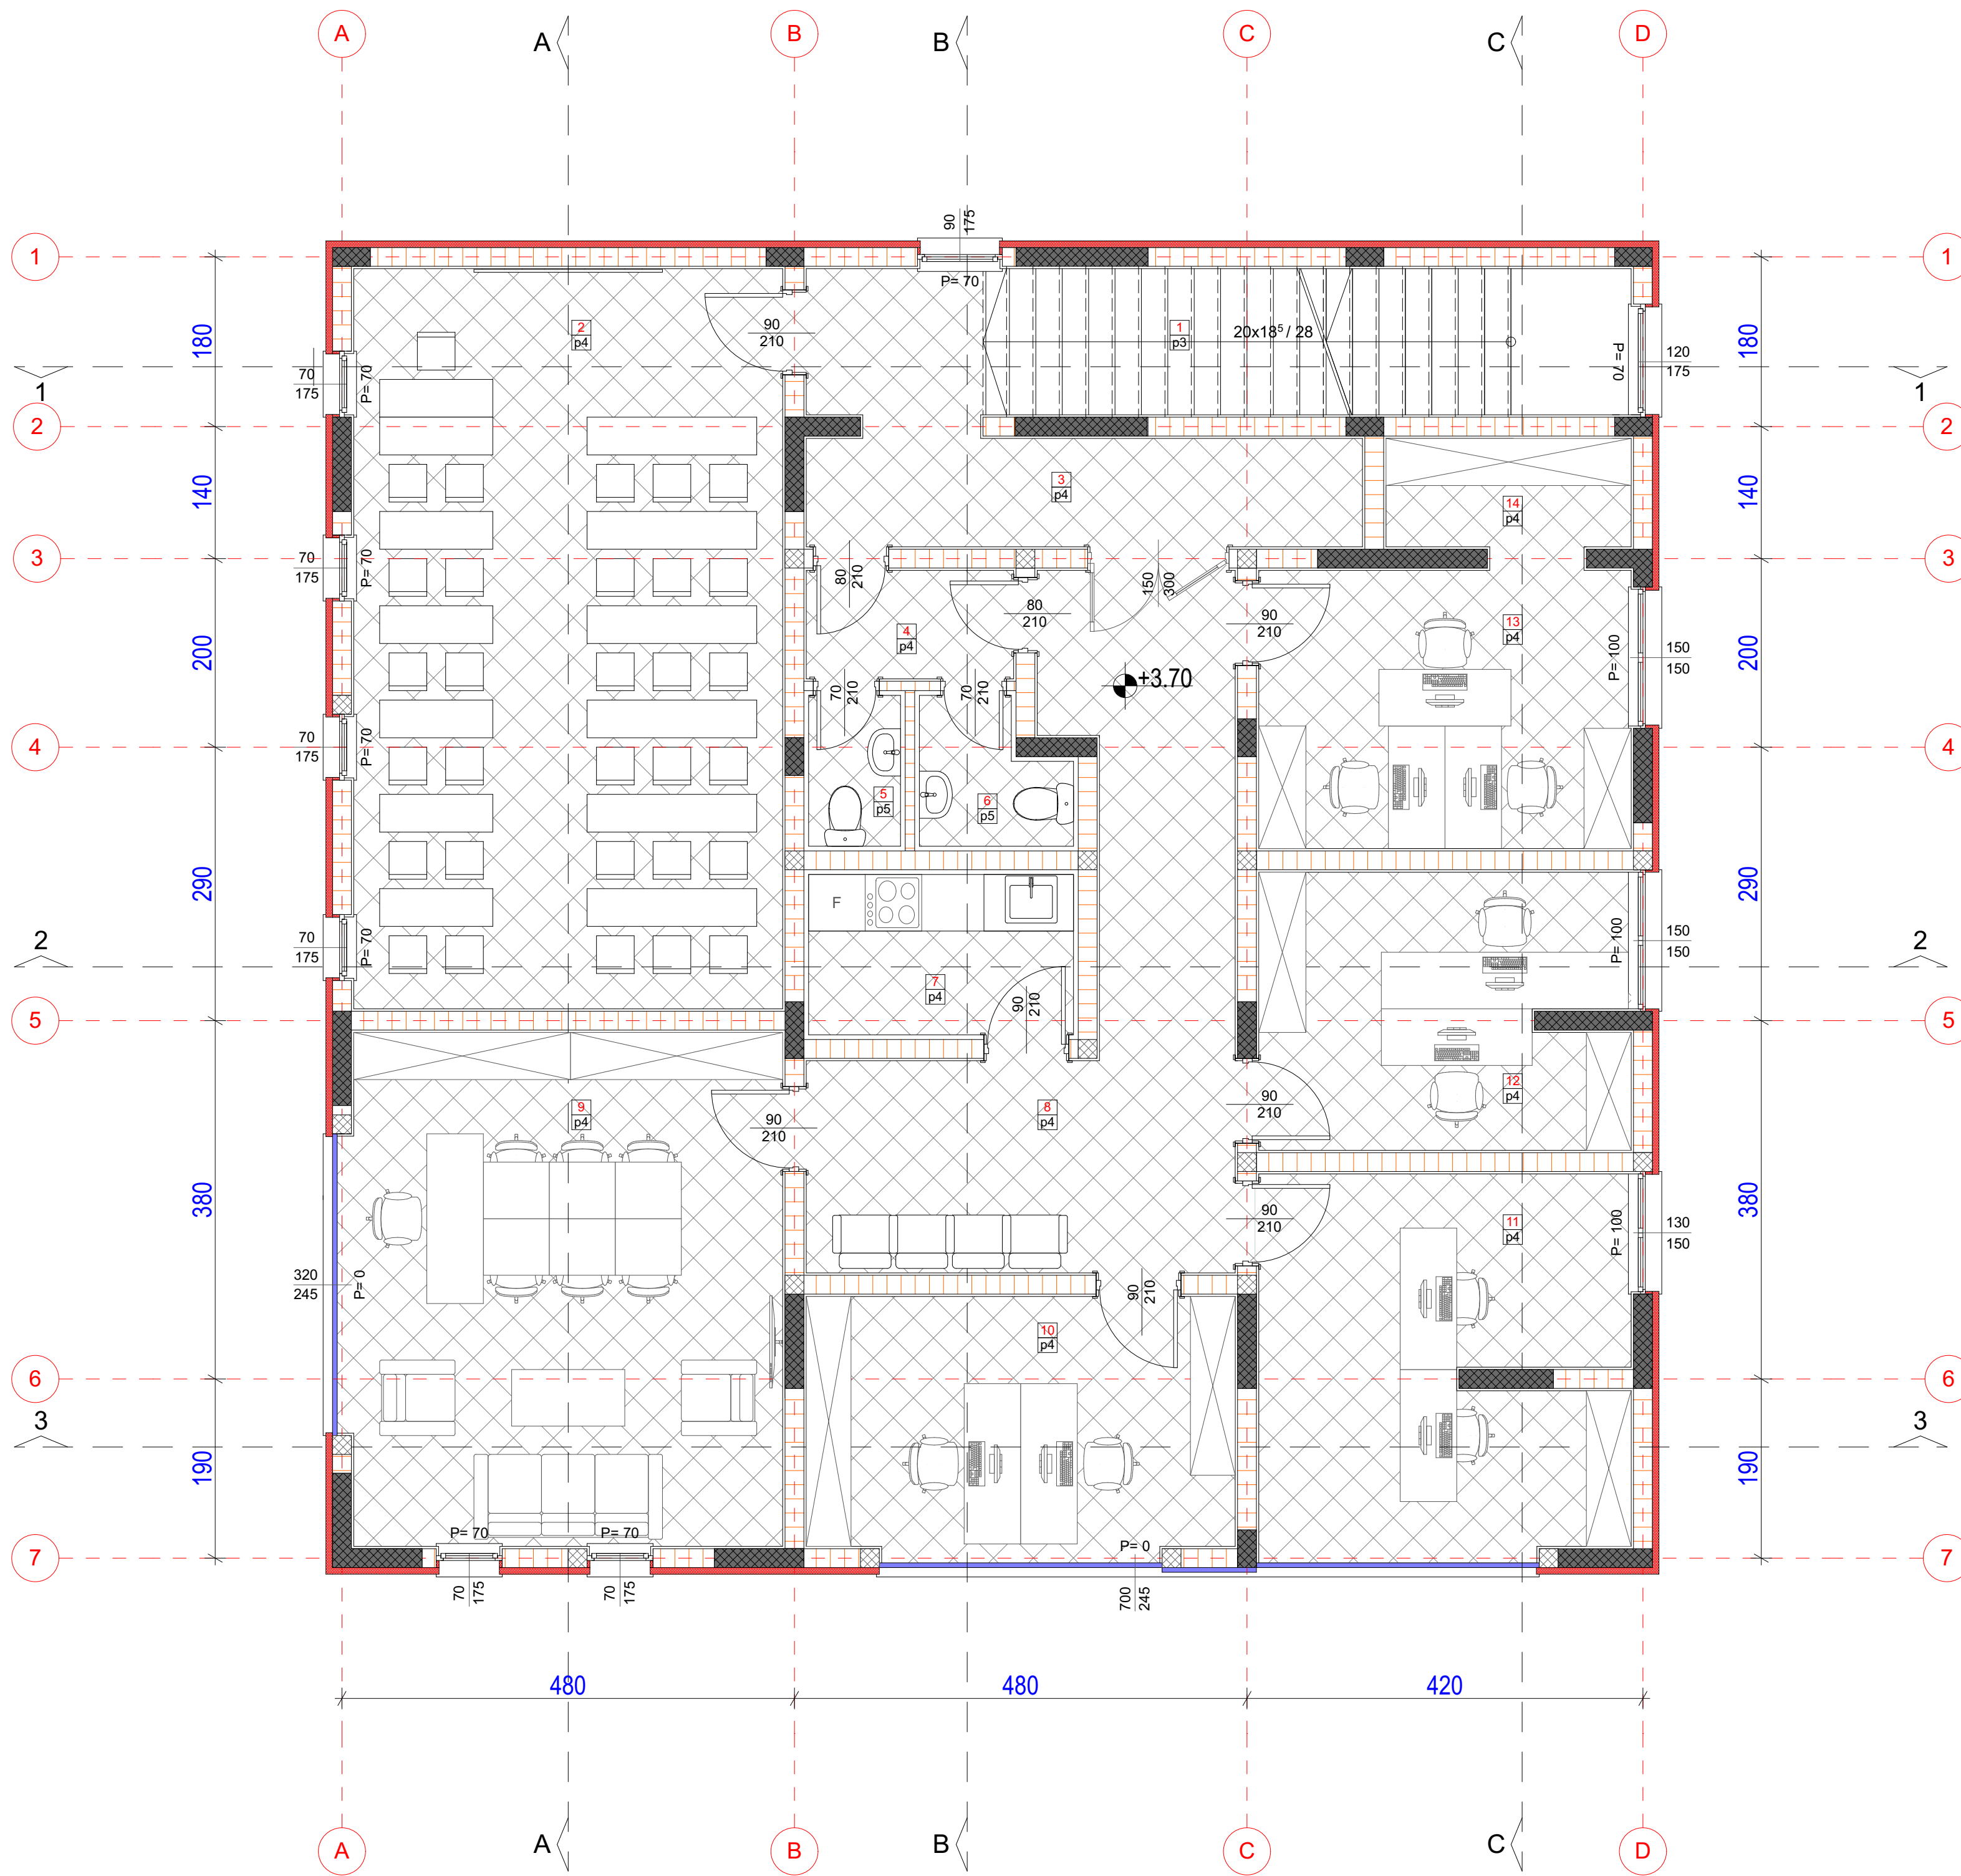 A
A
B
B
C
C
D
90
175
1
1
P= 70
180
2
p4
90
210
1
p3
20x18⁵ / 28
P= 70
120
175
180
70
175
P= 70
1
1
2
2
140
3
p4
14
p4
140
3
70
175
P= 70
80
210
80
210
150
300
90
210
3
200
4
p4
+3.70
13
p4
P= 100
150
150
200
70
210
70
210
4
70
175
P= 70
4
5
p5
6
p5
290
F
290
2
70
175
P= 70
7
p4
90
210
P= 100
150
150
2
5
5
9
p4
90
210
8
p4
90
210
12
p4
380
380
90
210
11
p4
P= 100
130
150
320
245
P= 0
90
210
10
p4
6
6
3
3
190
190
P= 70
P= 70
P= 0
7
7
70
175
70
175
700
245
480
480
420
A
A
B
B
C
C
D